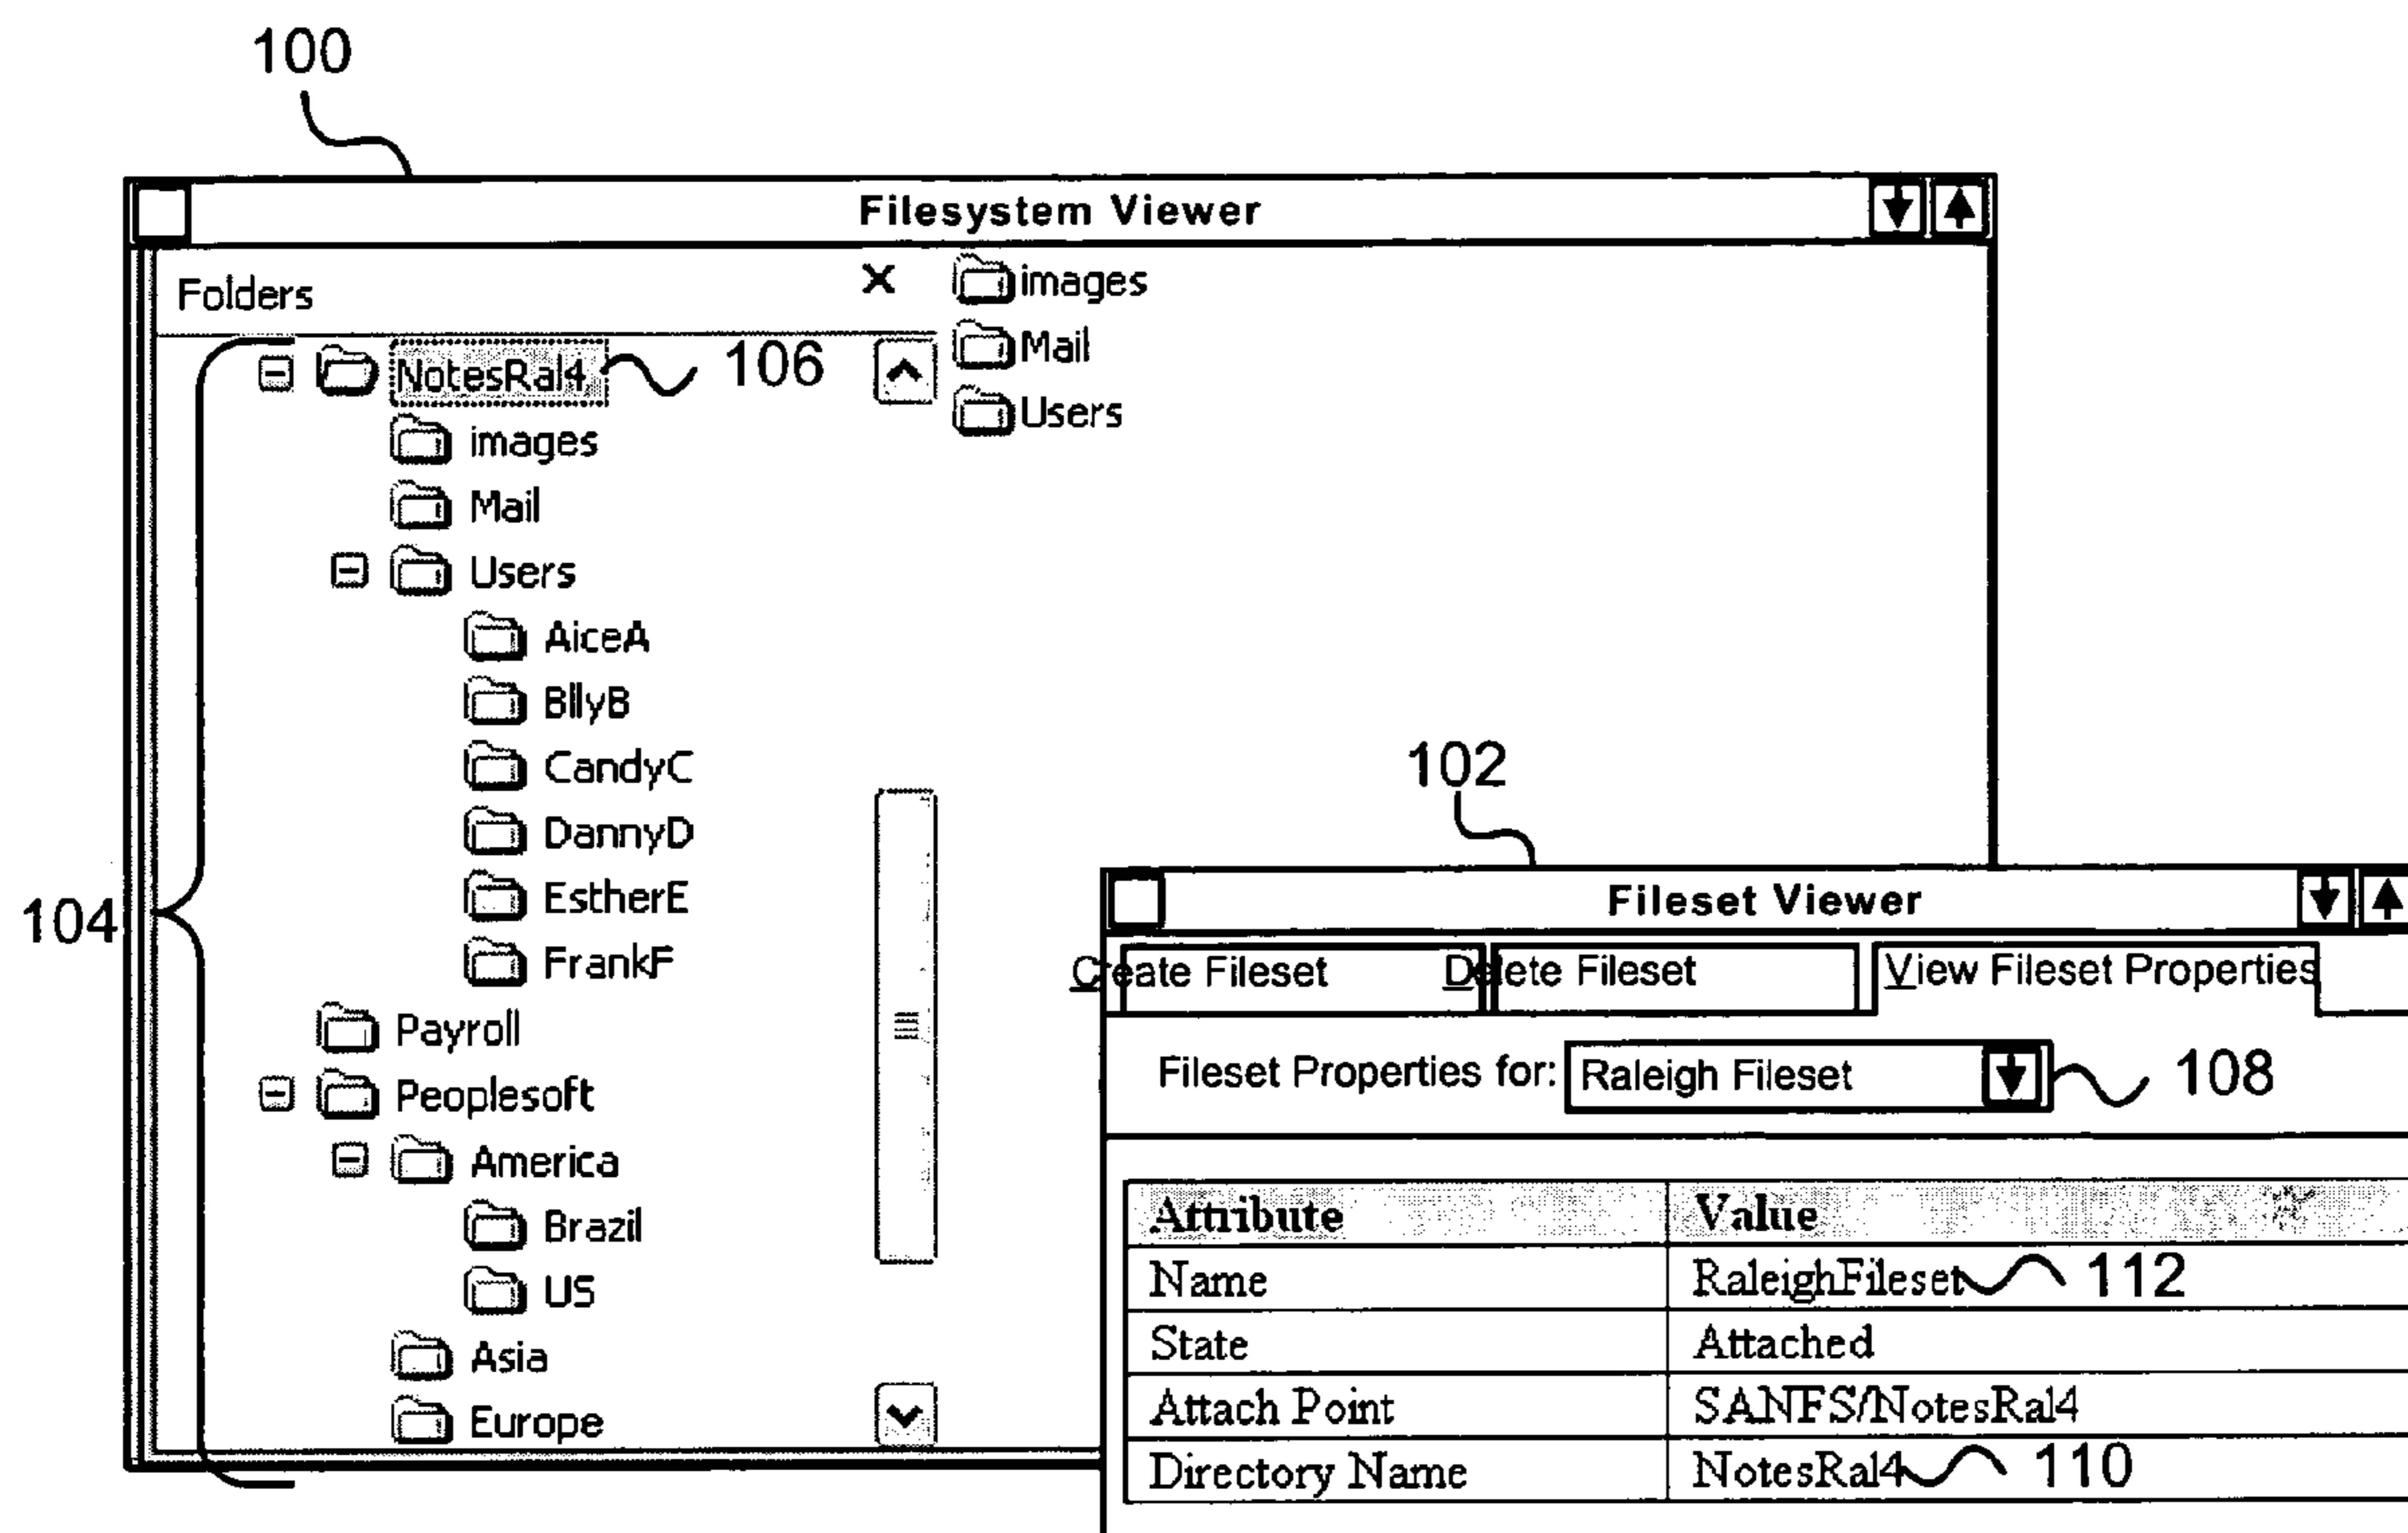 100
Filesystem Viewer
Folders
X
images
Mail
Users
NotesRal4
106
images
Mail
Users
AiceA
BllyB
CandyC
DannyD
EstherE
FrankF
Payroll
Peoplesoft
America
Brazil
US
Asia
Europe
104
102
Fileset Viewer
Create Fileset
Delete Fileset
View Fileset Properties
Fileset Properties for: Raleigh Fileset
108
Attribute Value
Name RaleighFileset 112
State Attached
Attach Point SANFS/NotesRal4
Directory Name NotesRal4 110